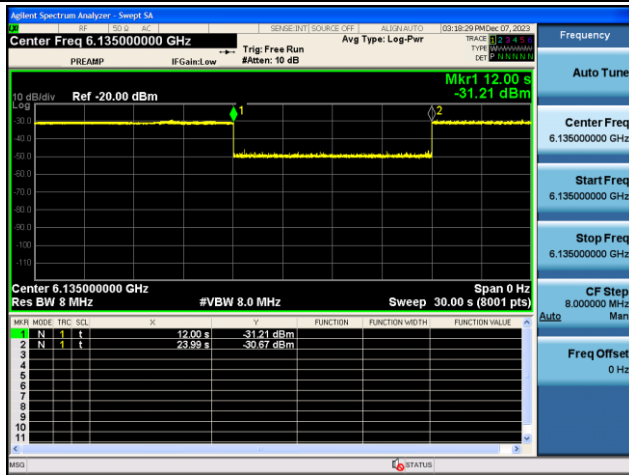 Agilent Spectrum Analyzer - Swept SA
RF 50 Ω AC SENSE:INT SOURCE OFF ALIGN AUTO 03:18:29 PM Dec 07, 2023
Center Freq 6.135000000 GHz
Avg Type: Log-Pwr
TRACE 1 2 3 4 5 6
TYPE
DET P N N N N N
PREAMP IFGain:Low Trig: Free Run
#Atten: 10 dB
Mkr1 12.00 s
-31.21 dBm
10 dB/div Ref -20.00 dBm
Log
1
2
-30.0
-40.0
-50.0
-60.0
-70.0
-80.0
-90.0
-100
-110
Center 6.135000000 GHz Span 0 Hz
Res BW 8 MHz #VBW 8.0 MHz Sweep 30.00 s (8001 pts)
MKR MODE TRC SCL X Y FUNCTION FUNCTION WIDTH FUNCTION VALUE
1 N 1 t 12.00 s -31.21 dBm
2 N 1 t 23.99 s -30.67 dBm
3
4
5
6
7
8
9
10
11
MSG STATUS
Frequency
Auto Tune
Center Freq
6.135000000 GHz
Start Freq
6.135000000 GHz
Stop Freq
6.135000000 GHz
CF Step
8.000000 MHz
Auto Man
Freq Offset
0 Hz